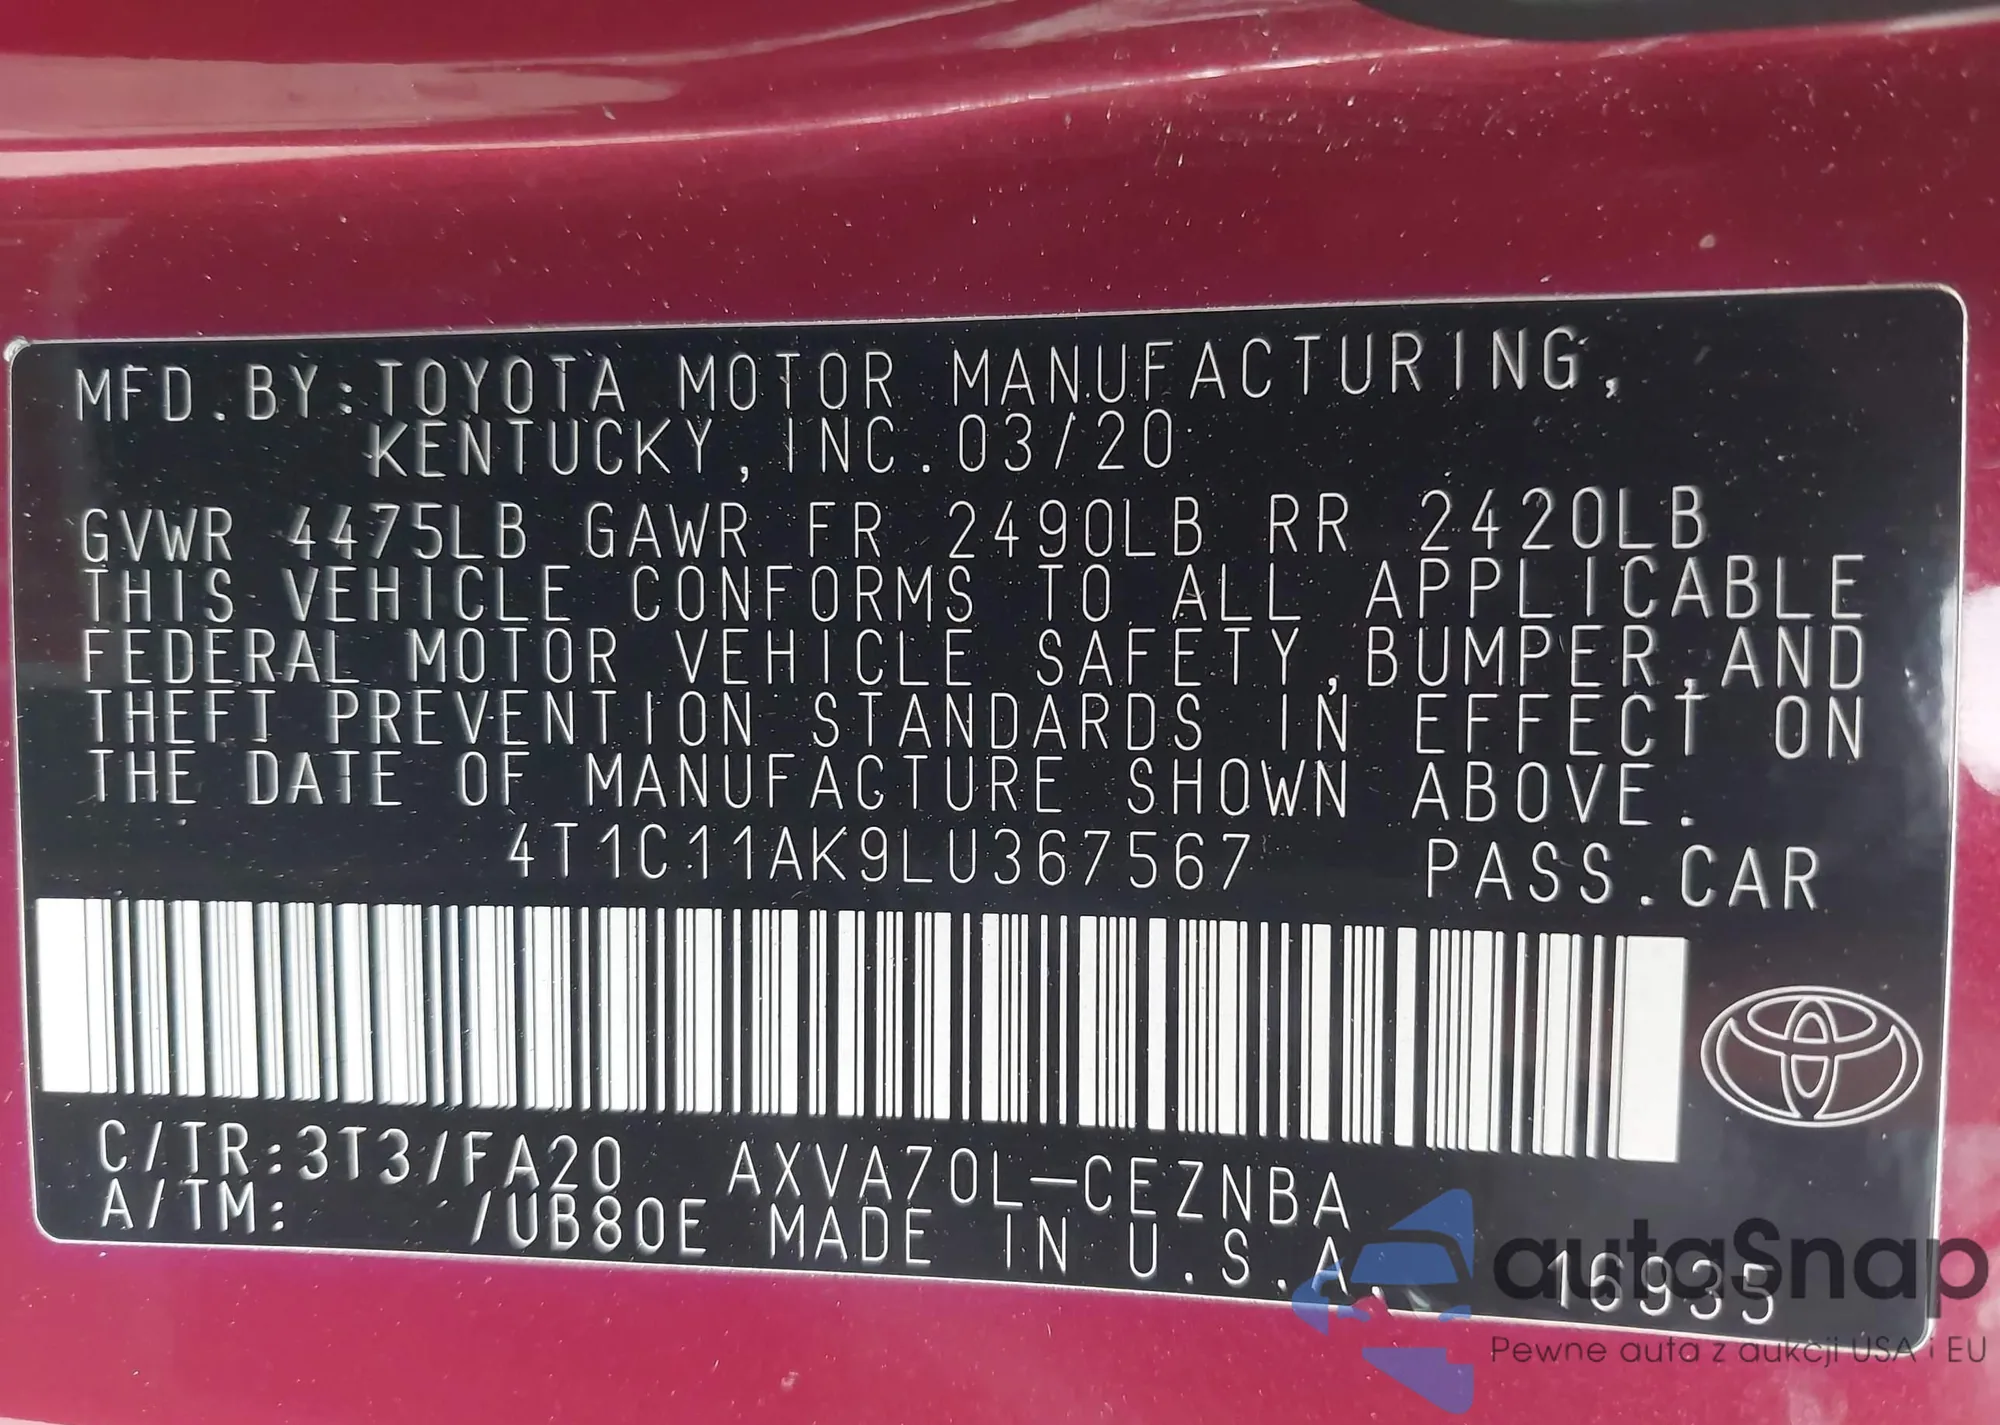 MFD.BY:TOYOTA MOTOR MANUFACTURING,
KENTUCKY,INC.03/20
GVWR 4475LB GAWR FR 2490LB RR 2420LB
THIS VEHICLE CONFORMS TO ALL APPLICABLE
FEDERAL MOTOR VEHICLE SAFETY,BUMPER,AND
THEFT PREVENTION STANDARDS IN EFFECT ON
THE DATE OF MANUFACTURE SHOWN ABOVE.
4T1C11AK9LU367567 PASS.CAR
C/TR:3T3/FA20 AXVA70L-CEZNBA
A/TM: /UB80E MADE IN U.S.A. 16935
autaSnap
Pewne auta z aukcji USA i EU